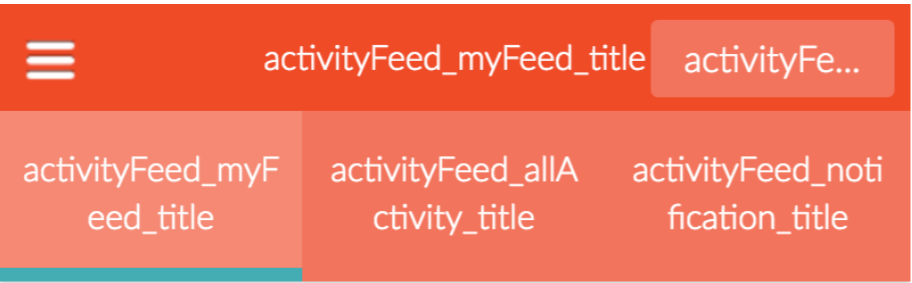 activityFeed_myFeed_title
activityFe...
activityFeed_myF
eed_title
activityFeed_allA
ctivity_title
activityFeed_noti
fication_title